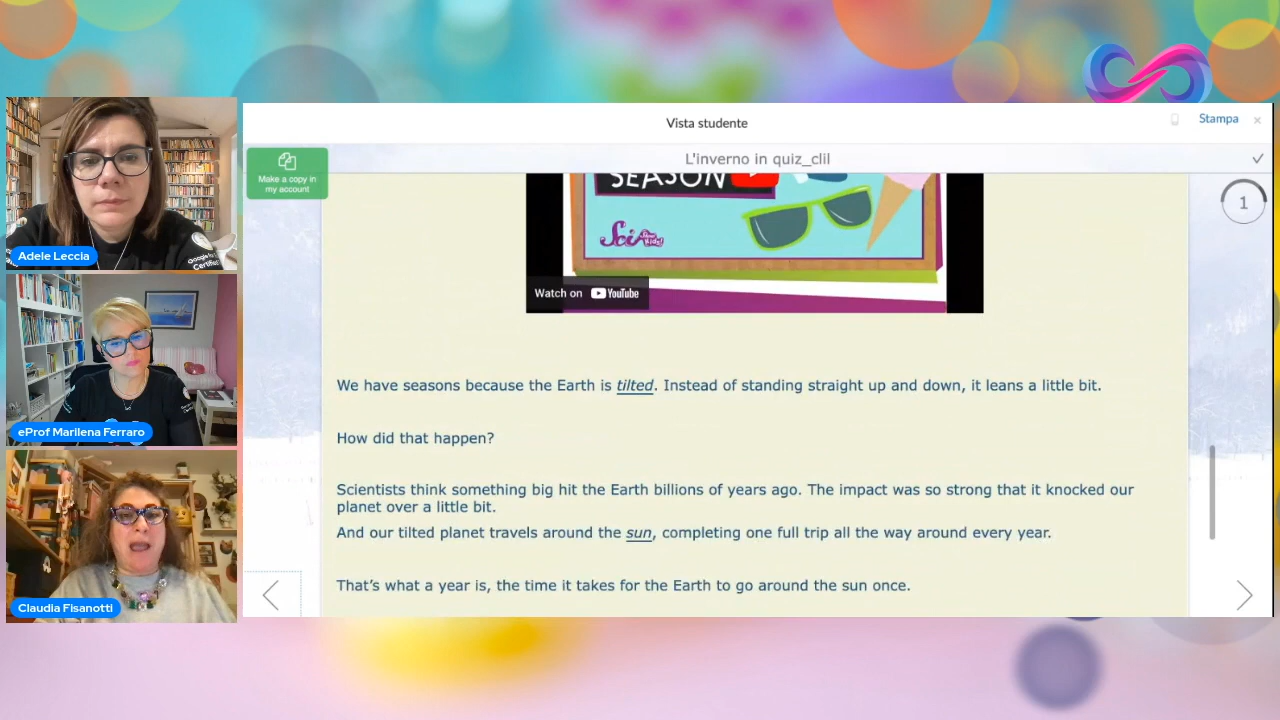 Vista studente
Stampa
L'inverno in quiz_clil
Make a copy in
my account
1
SEASON
Sci
Show
Kids!
Watch on YouTube
We have seasons because the Earth is tilted. Instead of standing straight up and down, it leans a little bit.
How did that happen?
Scientists think something big hit the Earth billions of years ago. The impact was so strong that it knocked our
planet over a little bit.
And our tilted planet travels around the sun, completing one full trip all the way around every year.
That's what a year is, the time it takes for the Earth to go around the sun once.
Adele Leccia
eProf Marilena Ferraro
Claudia Fisanotti